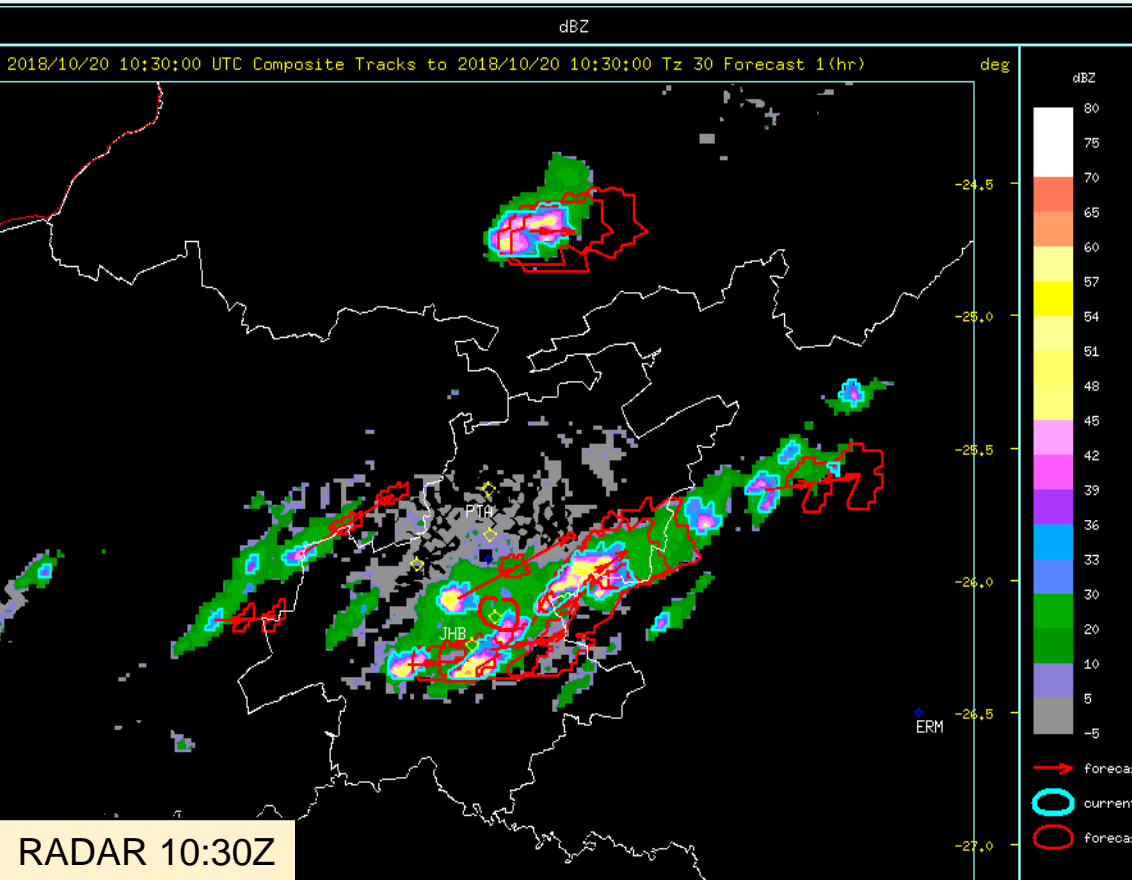 dBZ
2018/10/20 10:30:00 UTC Composite Tracks to 2018/10/20 10:30:00 Tz 30 Forecast 1(hr)
deg
dBZ
80
75
70
65
60
57
54
51
48
45
42
39
36
33
30
20
10
5
-5
-24.5
-25.0
-25.5
-26.0
-26.5
-27.0
PTA
JHB
ERM
foreca
current
foreca
RADAR 10:30Z